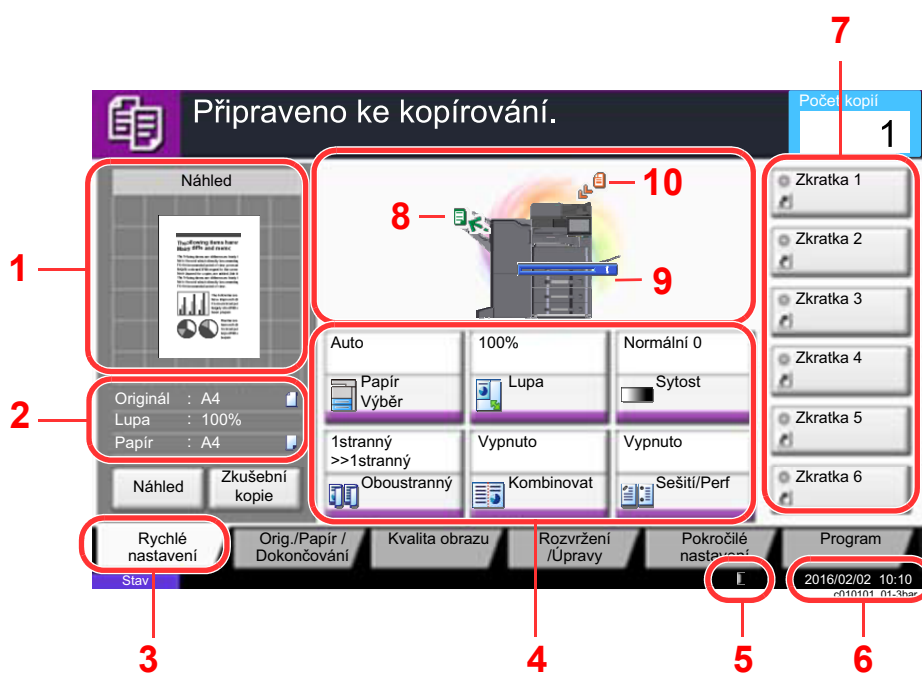 7
Připraveno ke kopírování.
Počet kopií
1
Náhled
10
8
9
1
Zkratka 1
Zkratka 2
Zkratka 3
Zkratka 4
Zkratka 5
Zkratka 6
2
Originál : A4
Lupa : 100%
Papír : A4
Náhled
Zkušební
kopie
Auto
Papír
Výběr
100%
Lupa
Normální 0
Sytost
1stranný
>>1stranný
Oboustranný
Vypnuto
Kombinovat
Vypnuto
Sešití/Perf
Rychlé
nastavení
Orig./Papír /
Dokončování
Kvalita obrazu
Rozvržení
/Úpravy
Pokročilé
nastavení
Program
Stav
2016/02/02 10:10
c010101_01-3bar
3
4
5
6